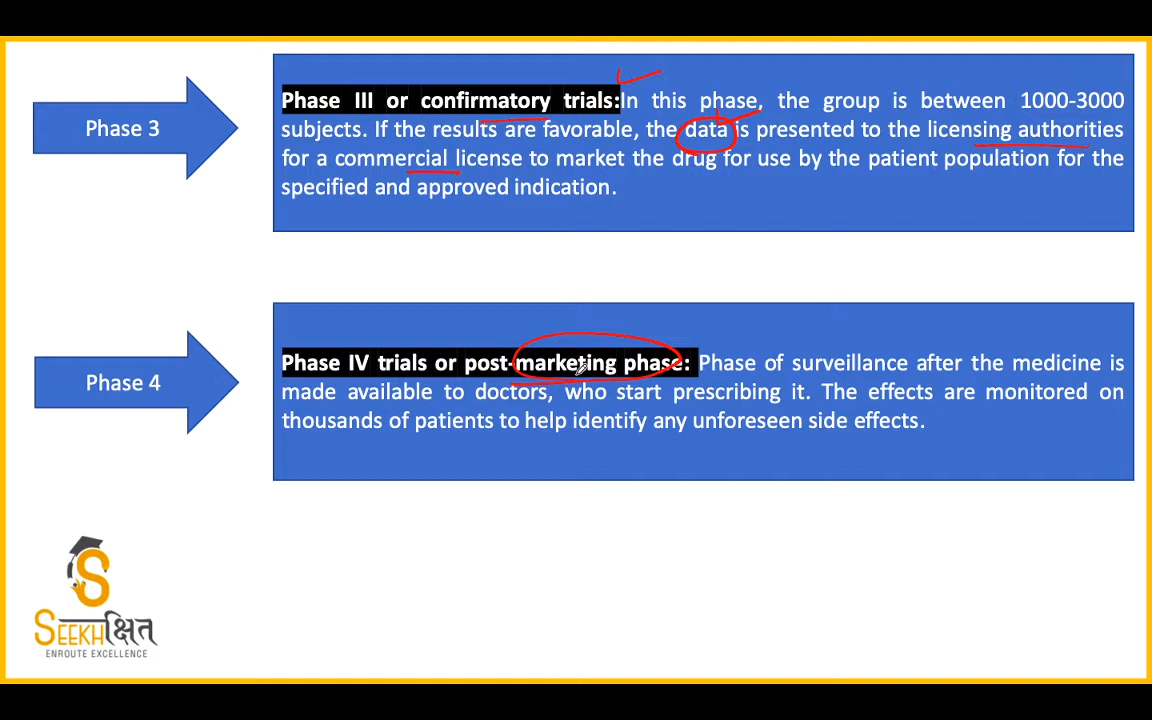 Phase 3
Phase III or confirmatory trials:In this phase, the group is between 1000-3000
subjects. If the results are favorable, the data is presented to the licensing authorities
for a commercial license to market the drug for use by the patient population for the
specified and approved indication.
Phase 4
Phase IV trials or post-marketing phase: Phase of surveillance after the medicine is
made available to doctors, who start prescribing it. The effects are monitored on
thousands of patients to help identify any unforeseen side effects.
S
SEEKHक्षित
ENROUTE EXCELLENCE